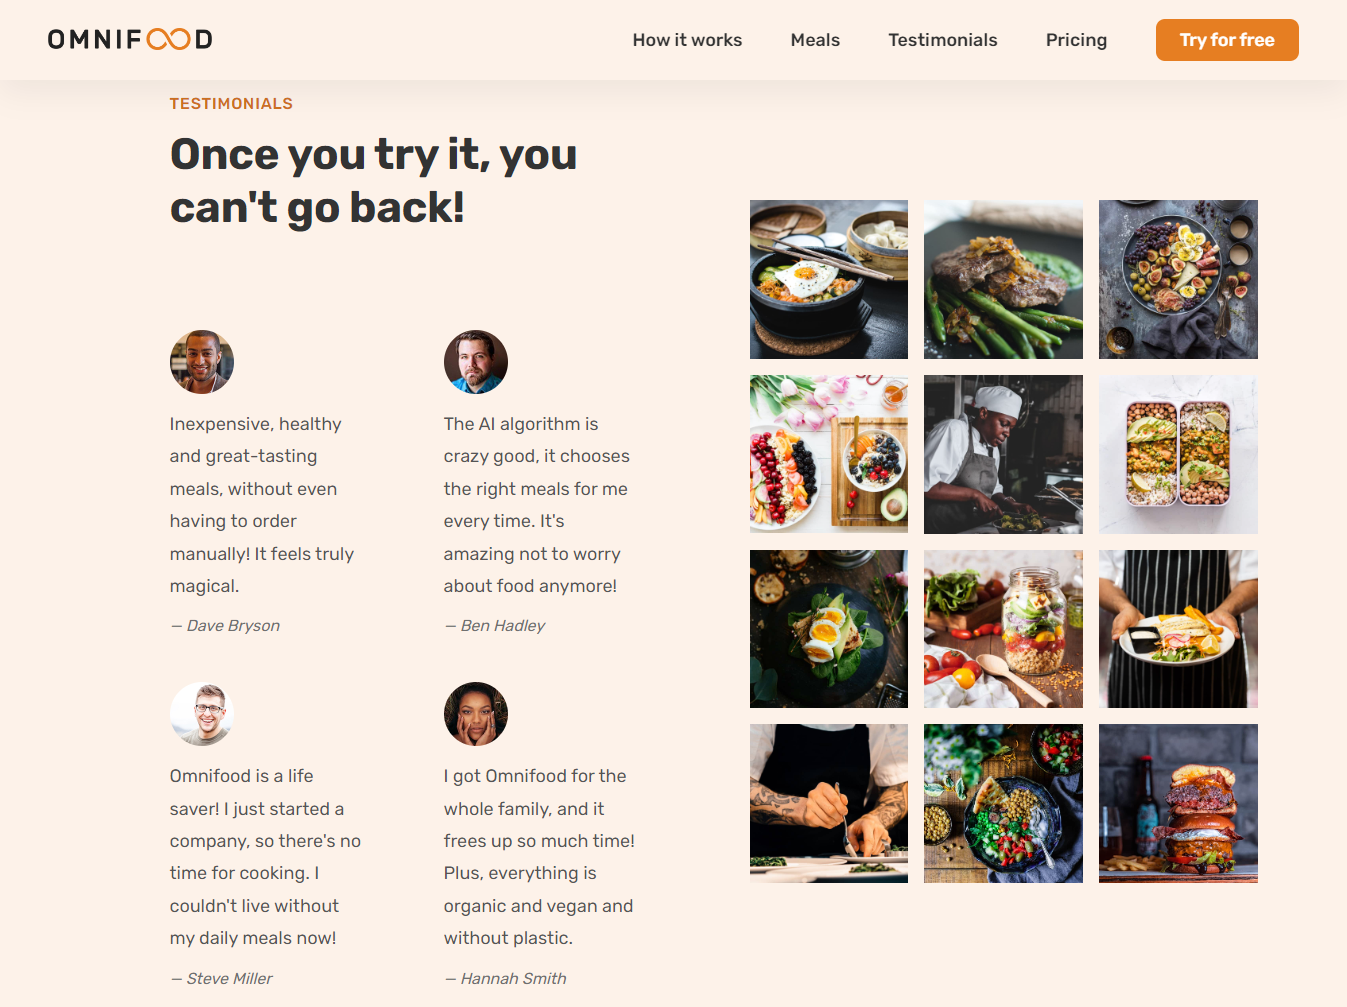 OMNIFOOD
How it works
Meals
Testimonials
Pricing
Try for free
TESTIMONIALS
Once you try it, you
can't go back!
Inexpensive, healthy
and great-tasting
meals, without even
having to order
manually! It feels truly
magical.
— Dave Bryson
The AI algorithm is
crazy good, it chooses
the right meals for me
every time. It's
amazing not to worry
about food anymore!
— Ben Hadley
Omnifood is a life
saver! I just started a
company, so there's no
time for cooking. I
couldn't live without
my daily meals now!
— Steve Miller
I got Omnifood for the
whole family, and it
frees up so much time!
Plus, everything is
organic and vegan and
without plastic.
— Hannah Smith